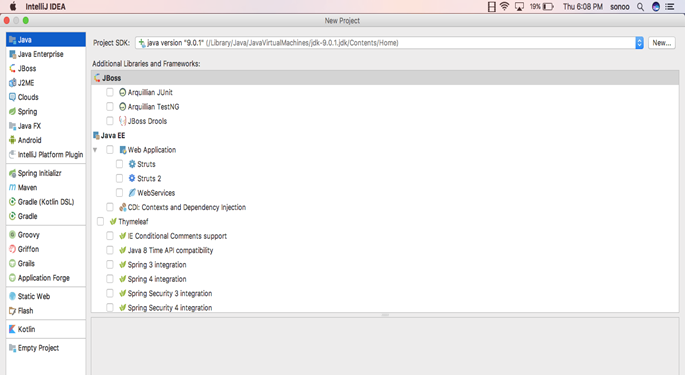 IntelliJ IDEA
19%
Thu 6:08 PM
sonoo
New Project
Java
Java Enterprise
JBoss
J2ME
Clouds
Spring
Java FX
Android
IntelliJ Platform Plugin
Spring Initializr
Maven
Gradle (Kotlin DSL)
Gradle
Groovy
Griffon
Grails
Application Forge
Static Web
Flash
Kotlin
Empty Project
Project SDK:
java version "9.0.1" (/Library/Java/JavaVirtualMachines/jdk-9.0.1.jdk/Contents/Home)
New...
Additional Libraries and Frameworks:
JBoss
Arquillian JUnit
Arquillian TestNG
JBoss Drools
Java EE
Web Application
Struts
Struts 2
WebServices
CDI: Contexts and Dependency Injection
Thymeleaf
IE Conditional Comments support
Java 8 Time API compatibility
Spring 3 integration
Spring 4 integration
Spring Security 3 integration
Spring Security 4 integration